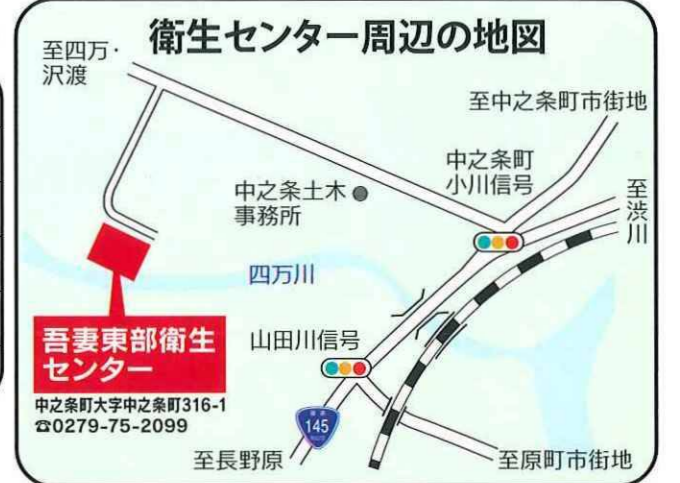 衛生センター周辺の地図
至四万・
沢渡
至中之条町市街地
中之条町
小川信号
至渋川
中之条土木
事務所
四万川
山田川信号
吾妻東部衛生
センター
中之条町大字中之条町316-1
☎0279-75-2099
145
至長野原
至原町市街地